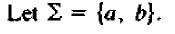 Let Σ = {a, b}.